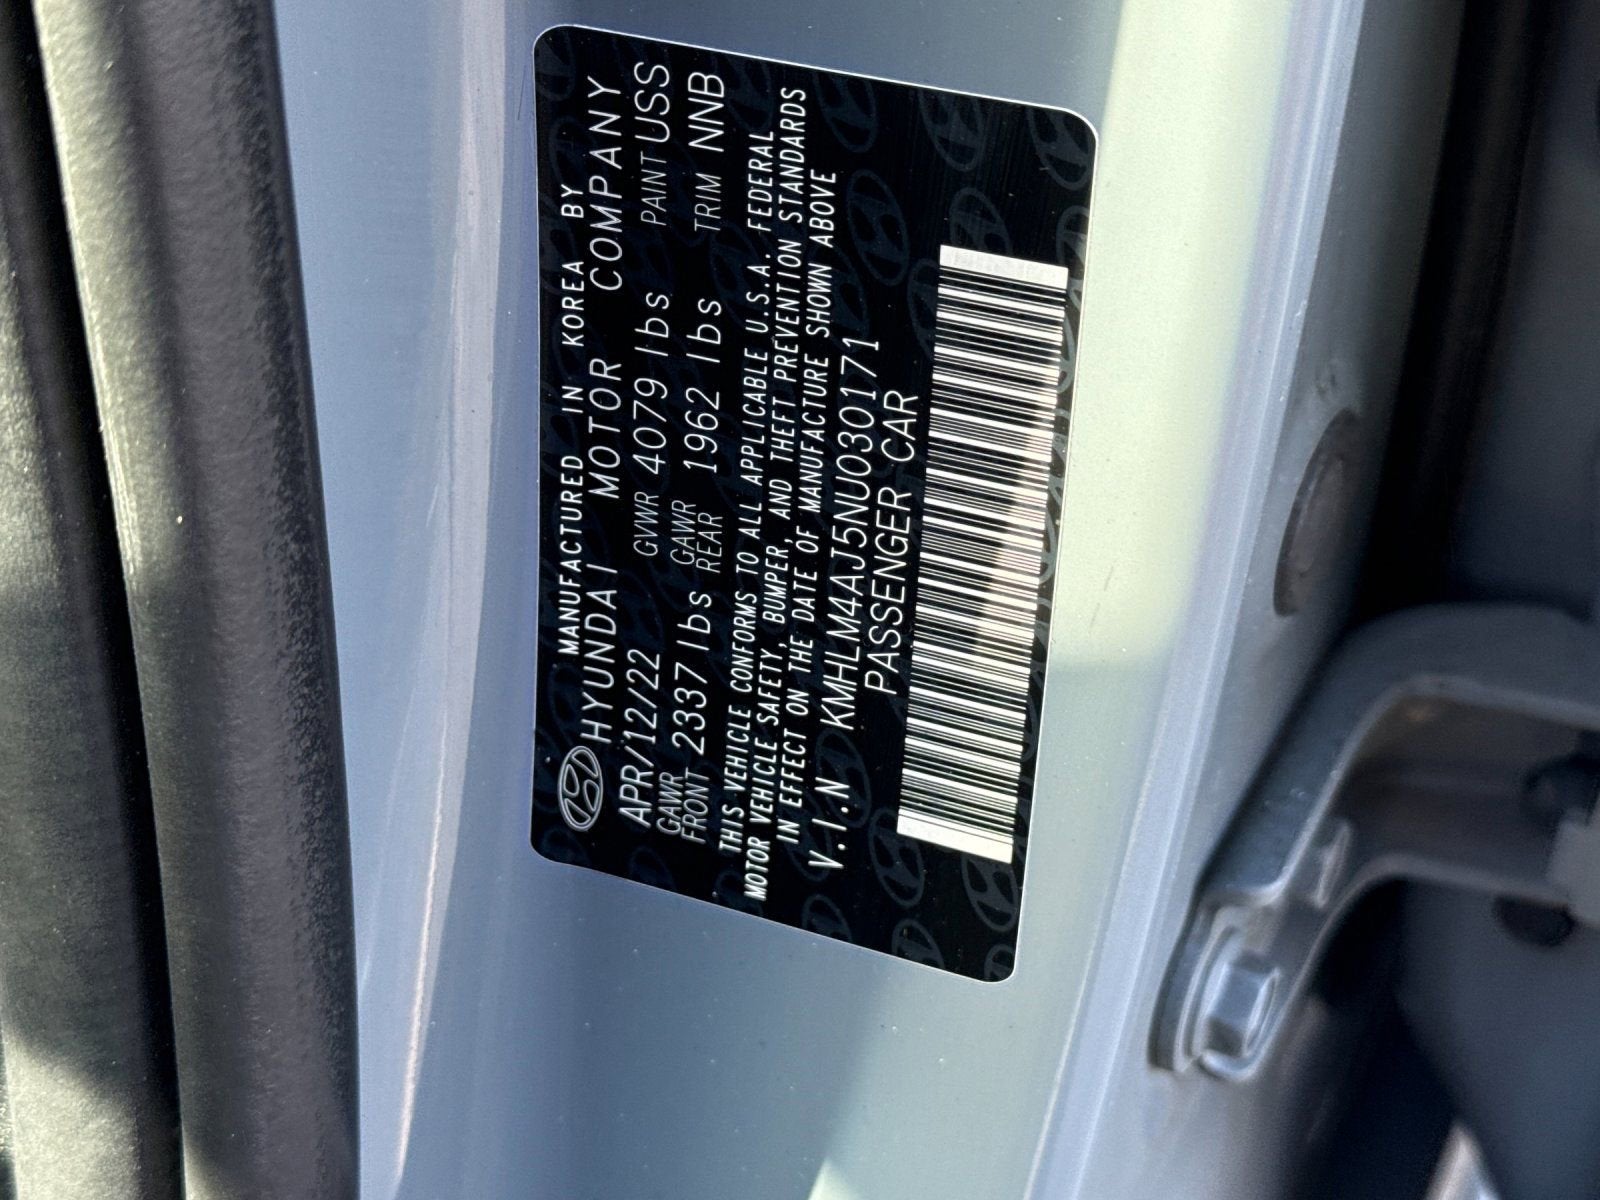 MANUFACTURED IN KOREA BY
HYUNDAI MOTOR COMPANY
APR/12/22 GVWR 4079 lbs PAINT USS
GAWR FRONT 2337 lbs GAWR REAR 1962 lbs TRIM NNB
THIS VEHICLE CONFORMS TO ALL APPLICABLE U.S.A. FEDERAL
MOTOR VEHICLE SAFETY, BUMPER, AND THEFT PREVENTION STANDARDS
IN EFFECT ON THE DATE OF MANUFACTURE SHOWN ABOVE
V.I.N KMHLM4AJ5NU030171
PASSENGER CAR